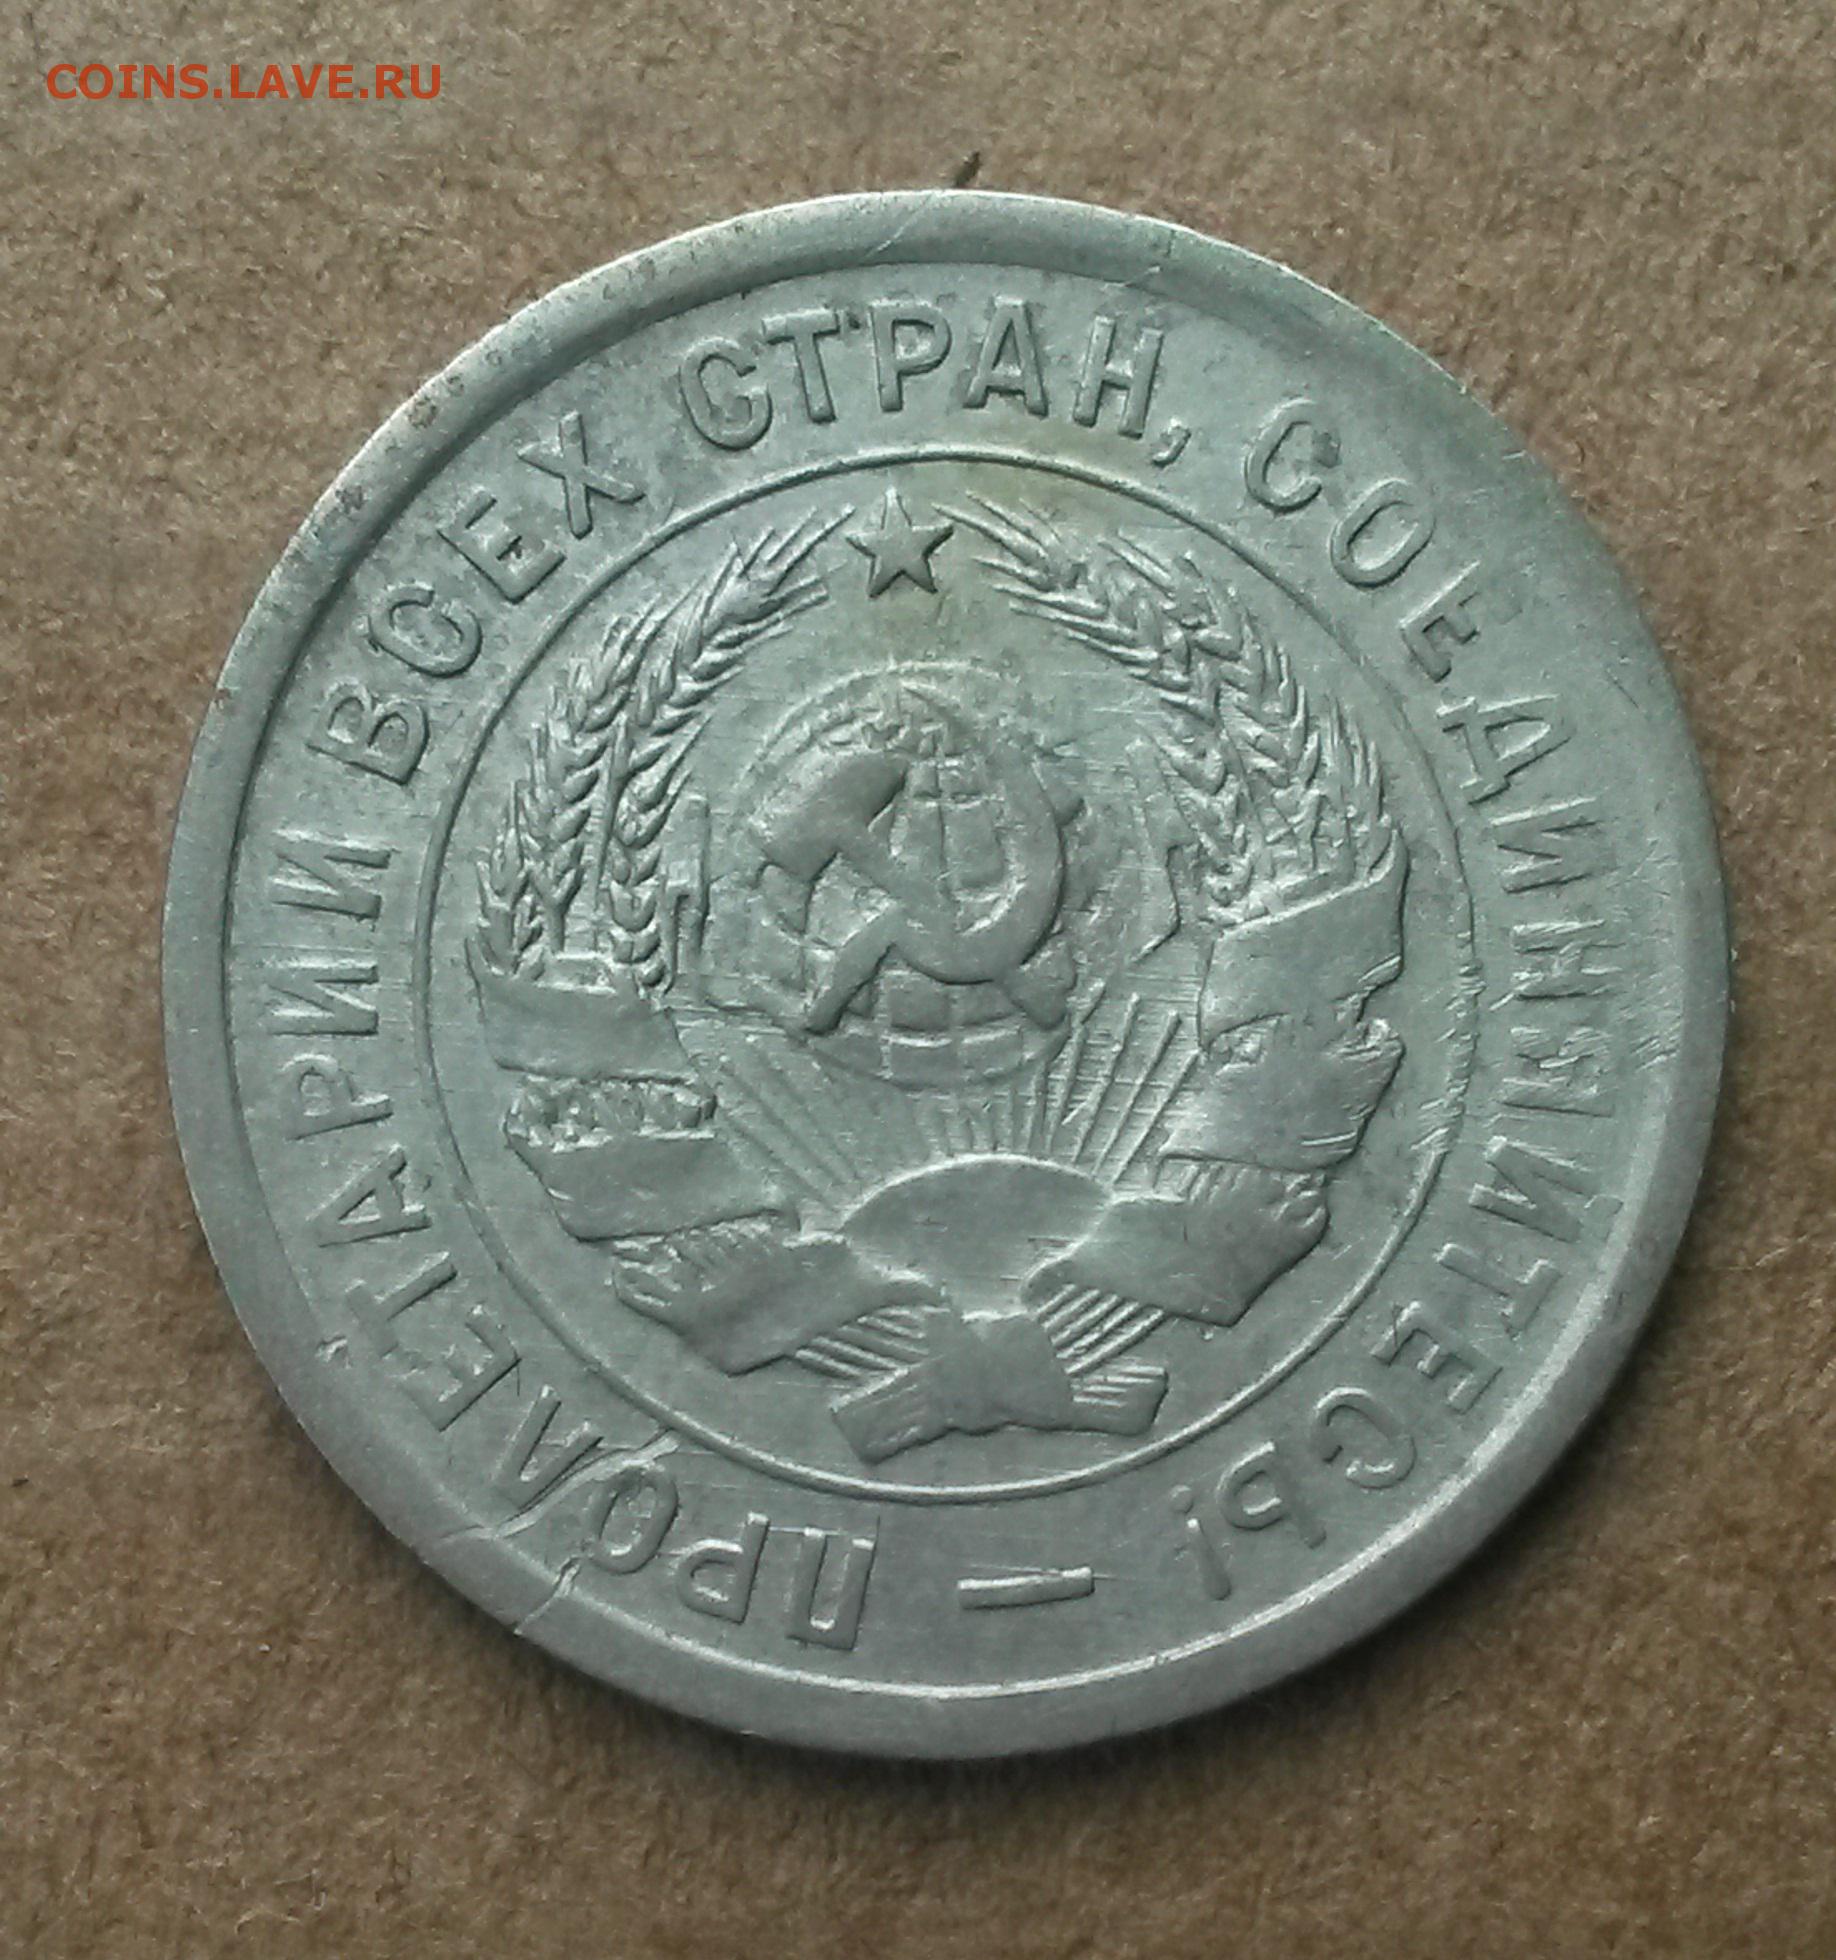 COINS.LAVE.RU
ПРОЛЕТАРИИ ВСЕХ СТРАН, СОЕДИНЯЙТЕСЬ! —